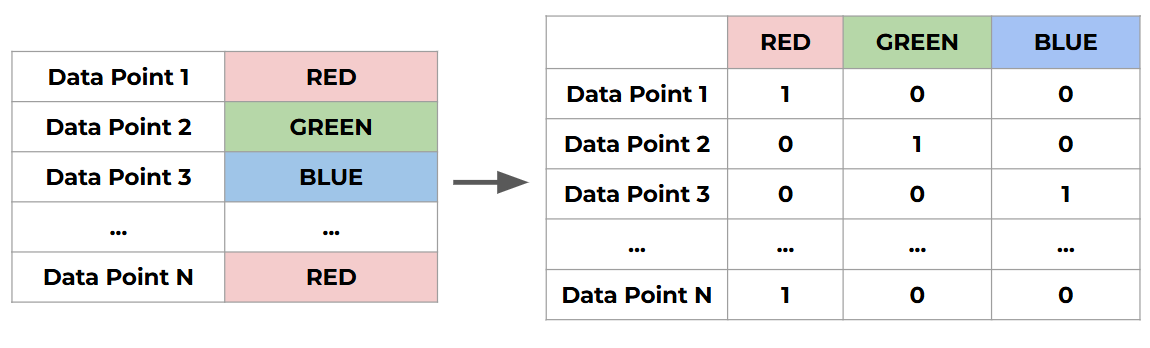 Data Point 1 RED
Data Point 2 GREEN
Data Point 3 BLUE
... ...
Data Point N RED
RED GREEN BLUE
Data Point 1 1 0 0
Data Point 2 0 1 0
Data Point 3 0 0 1
... ... ... ...
Data Point N 1 0 0